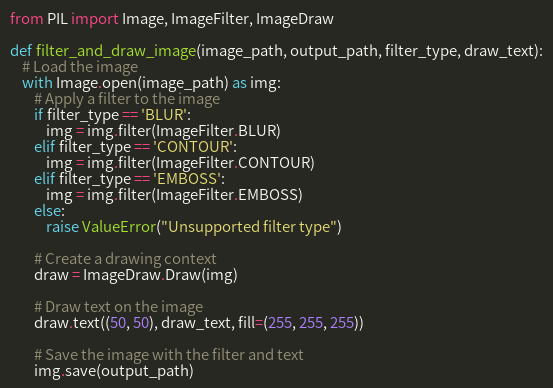 from PIL import Image, ImageFilter, ImageDraw

def filter_and_draw_image(image_path, output_path, filter_type, draw_text):
    # Load the image
    with Image.open(image_path) as img:
        # Apply a filter to the image
        if filter_type == 'BLUR':
            img = img.filter(ImageFilter.BLUR)
        elif filter_type == 'CONTOUR':
            img = img.filter(ImageFilter.CONTOUR)
        elif filter_type == 'EMBOSS':
            img = img.filter(ImageFilter.EMBOSS)
        else:
            raise ValueError("Unsupported filter type")

        # Create a drawing context
        draw = ImageDraw.Draw(img)

        # Draw text on the image
        draw.text((50, 50), draw_text, fill=(255, 255, 255))

        # Save the image with the filter and text
        img.save(output_path)